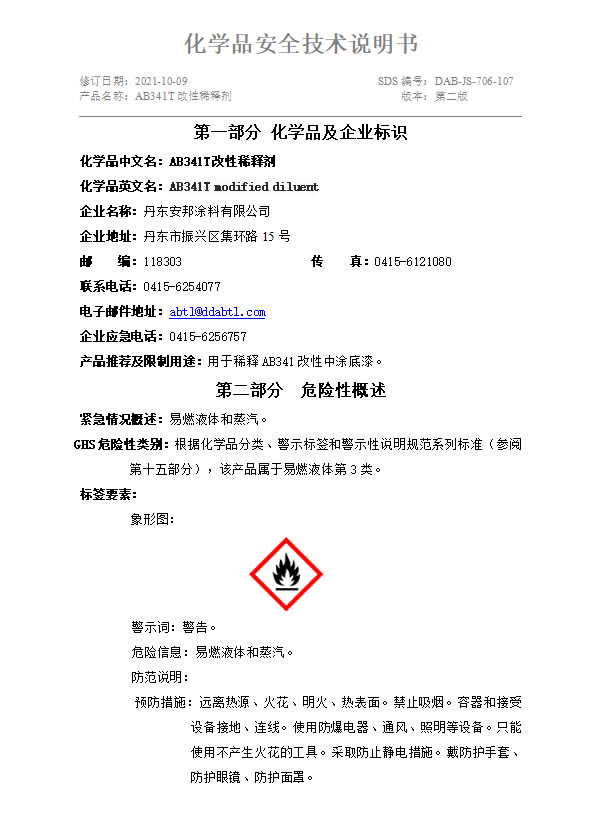 化学品安全技术说明书
修订日期：2021-10-09 SDS 编号：DAB-JS-706-107
产品名称：AB341T 改性稀释剂 版本：第二版
第一部分 化学品及企业标识
化学品中文名：AB341T改性稀释剂
化学品英文名：AB341T modified diluent
企业名称：丹东安邦涂料有限公司
企业地址：丹东市振兴区集环路 15 号
邮 编：118303 传 真：0415-6121080
联系电话：0415-6254077
电子邮件地址：abtl@ddabtl.com
企业应急电话：0415-6256757
产品推荐及限制用途：用于稀释 AB341 改性中涂底漆。
第二部分 危险性概述
紧急情况概述：易燃液体和蒸汽。
GHS 危险性类别：根据化学品分类、警示标签和警示性说明规范系列标准（参阅
第十五部分），该产品属于易燃液体第 3 类。
标签要素：
象形图：
警示词：警告。
危险信息：易燃液体和蒸汽。
防范说明：
预防措施：远离热源、火花、明火、热表面。禁止吸烟。容器和接受
设备接地、连线。使用防爆电器、通风、照明等设备。只能
使用不产生火花的工具。采取防止静电措施。戴防护手套、
防护眼镜、防护面罩。